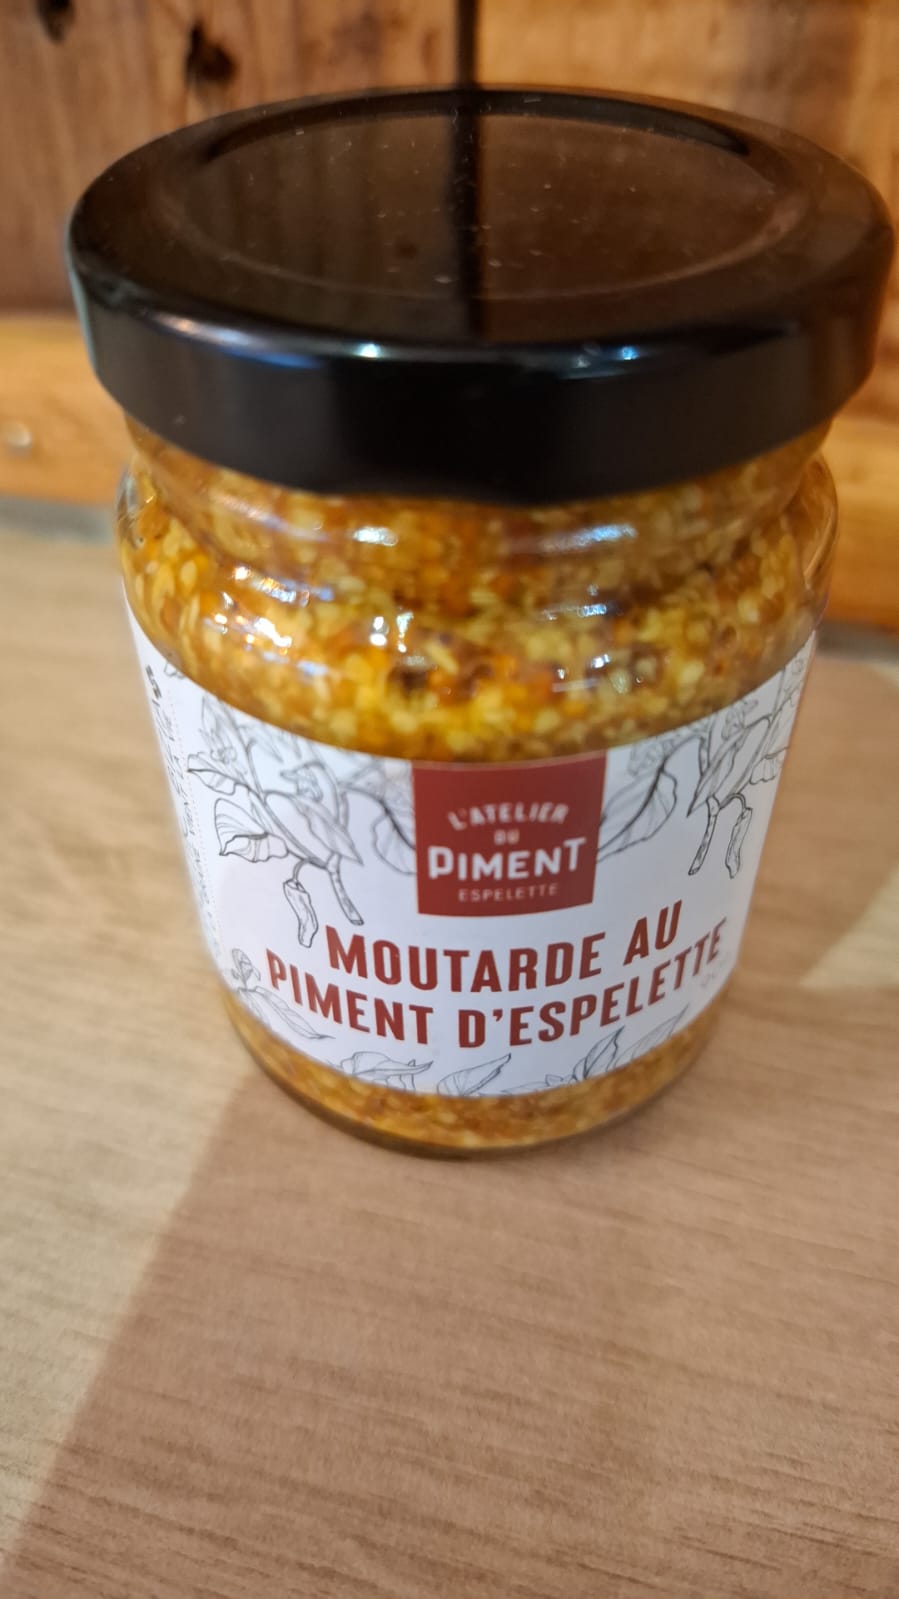 L'ATELIER
DU
PIMENT
ESPELETTE
MOUTARDE AU
PIMENT D'ESPELETTE